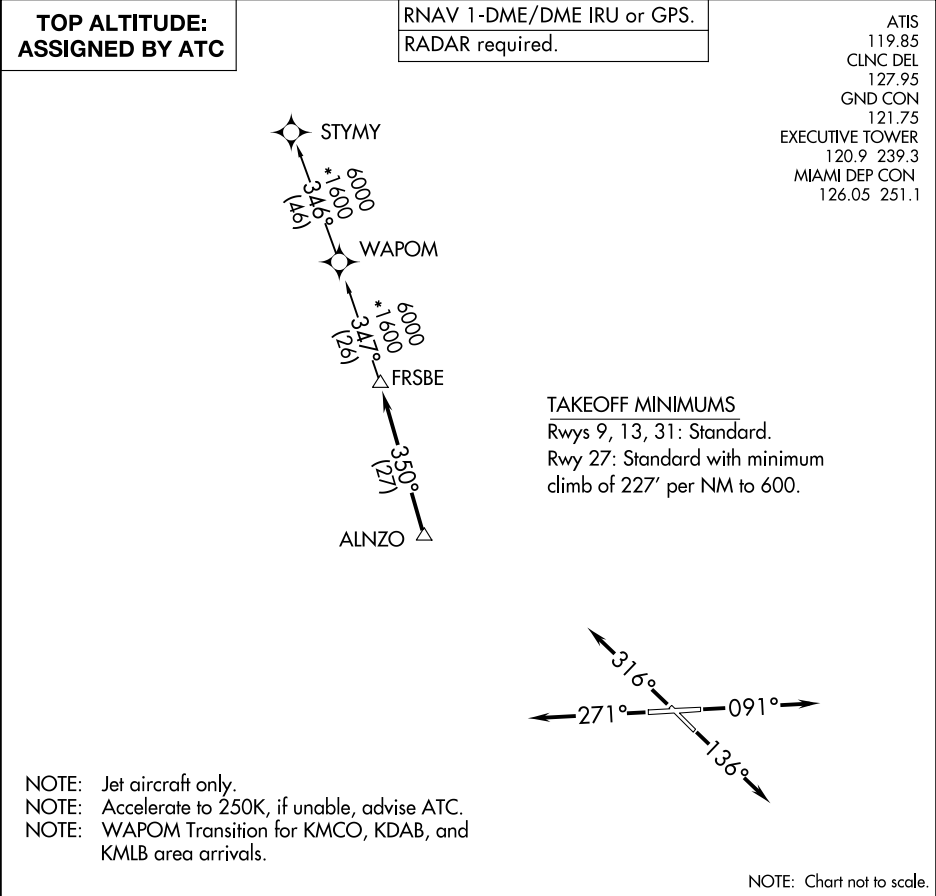 TOP ALTITUDE:
ASSIGNED BY ATC
RNAV 1-DME/DME IRU or GPS.
RADAR required.
ATIS
119.85
CLNC DEL
127.95
GND CON
121.75
EXECUTIVE TOWER
120.9 239.3
MIAMI DEP CON
126.05 251.1
STYMY
6000
*1600
346°
(46)
WAPOM
6000
*1600
347°
(26)
FRSBE
350°
(27)
ALNZO
TAKEOFF MINIMUMS
Rwys 9, 13, 31: Standard.
Rwy 27: Standard with minimum
climb of 227' per NM to 600.
316°
271°
091°
136°
NOTE: Jet aircraft only.
NOTE: Accelerate to 250K, if unable, advise ATC.
NOTE: WAPOM Transition for KMCO, KDAB, and
KMLB area arrivals.
NOTE: Chart not to scale.